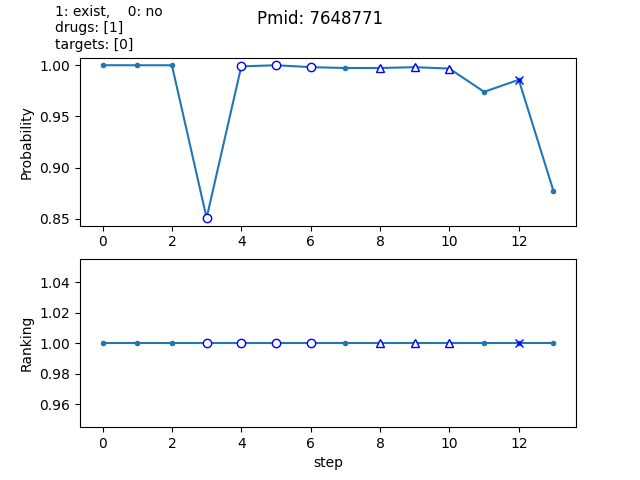 1: exist,    0: no
Pmid: 7648771
drugs: [1]
targets: [0]
1.00
0.95
0.90
0.85
Probability
0 2 4 6 8 10 12
1.04
1.02
1.00
0.98
0.96
Ranking
0 2 4 6 8 10 12
step